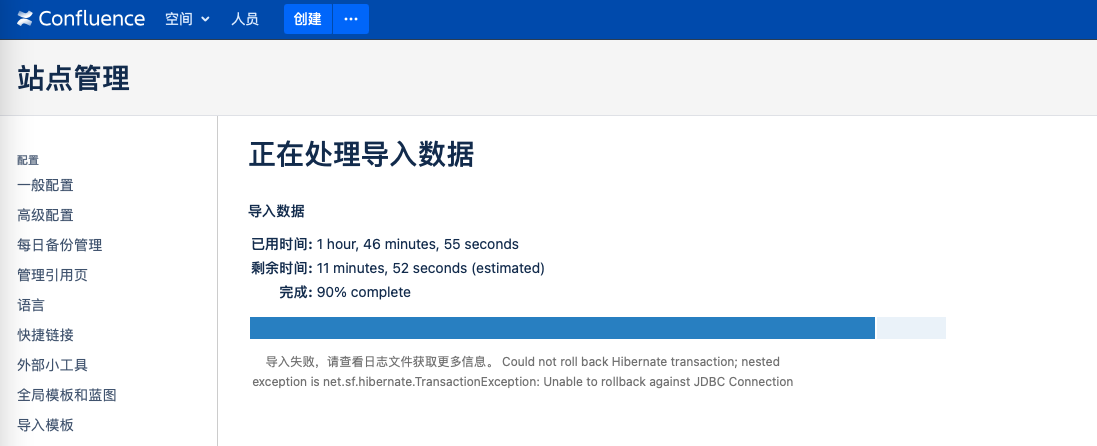 Confluence 空间 人员 创建 ···
站点管理
配置
一般配置
高级配置
每日备份管理
管理引用页
语言
快捷链接
外部小工具
全局模板和蓝图
导入模板
正在处理导入数据
导入数据
已用时间: 1 hour, 46 minutes, 55 seconds
剩余时间: 11 minutes, 52 seconds (estimated)
完成: 90% complete
导入失败，请查看日志文件获取更多信息。 Could not roll back Hibernate transaction; nested
exception is net.sf.hibernate.TransactionException: Unable to rollback against JDBC Connection